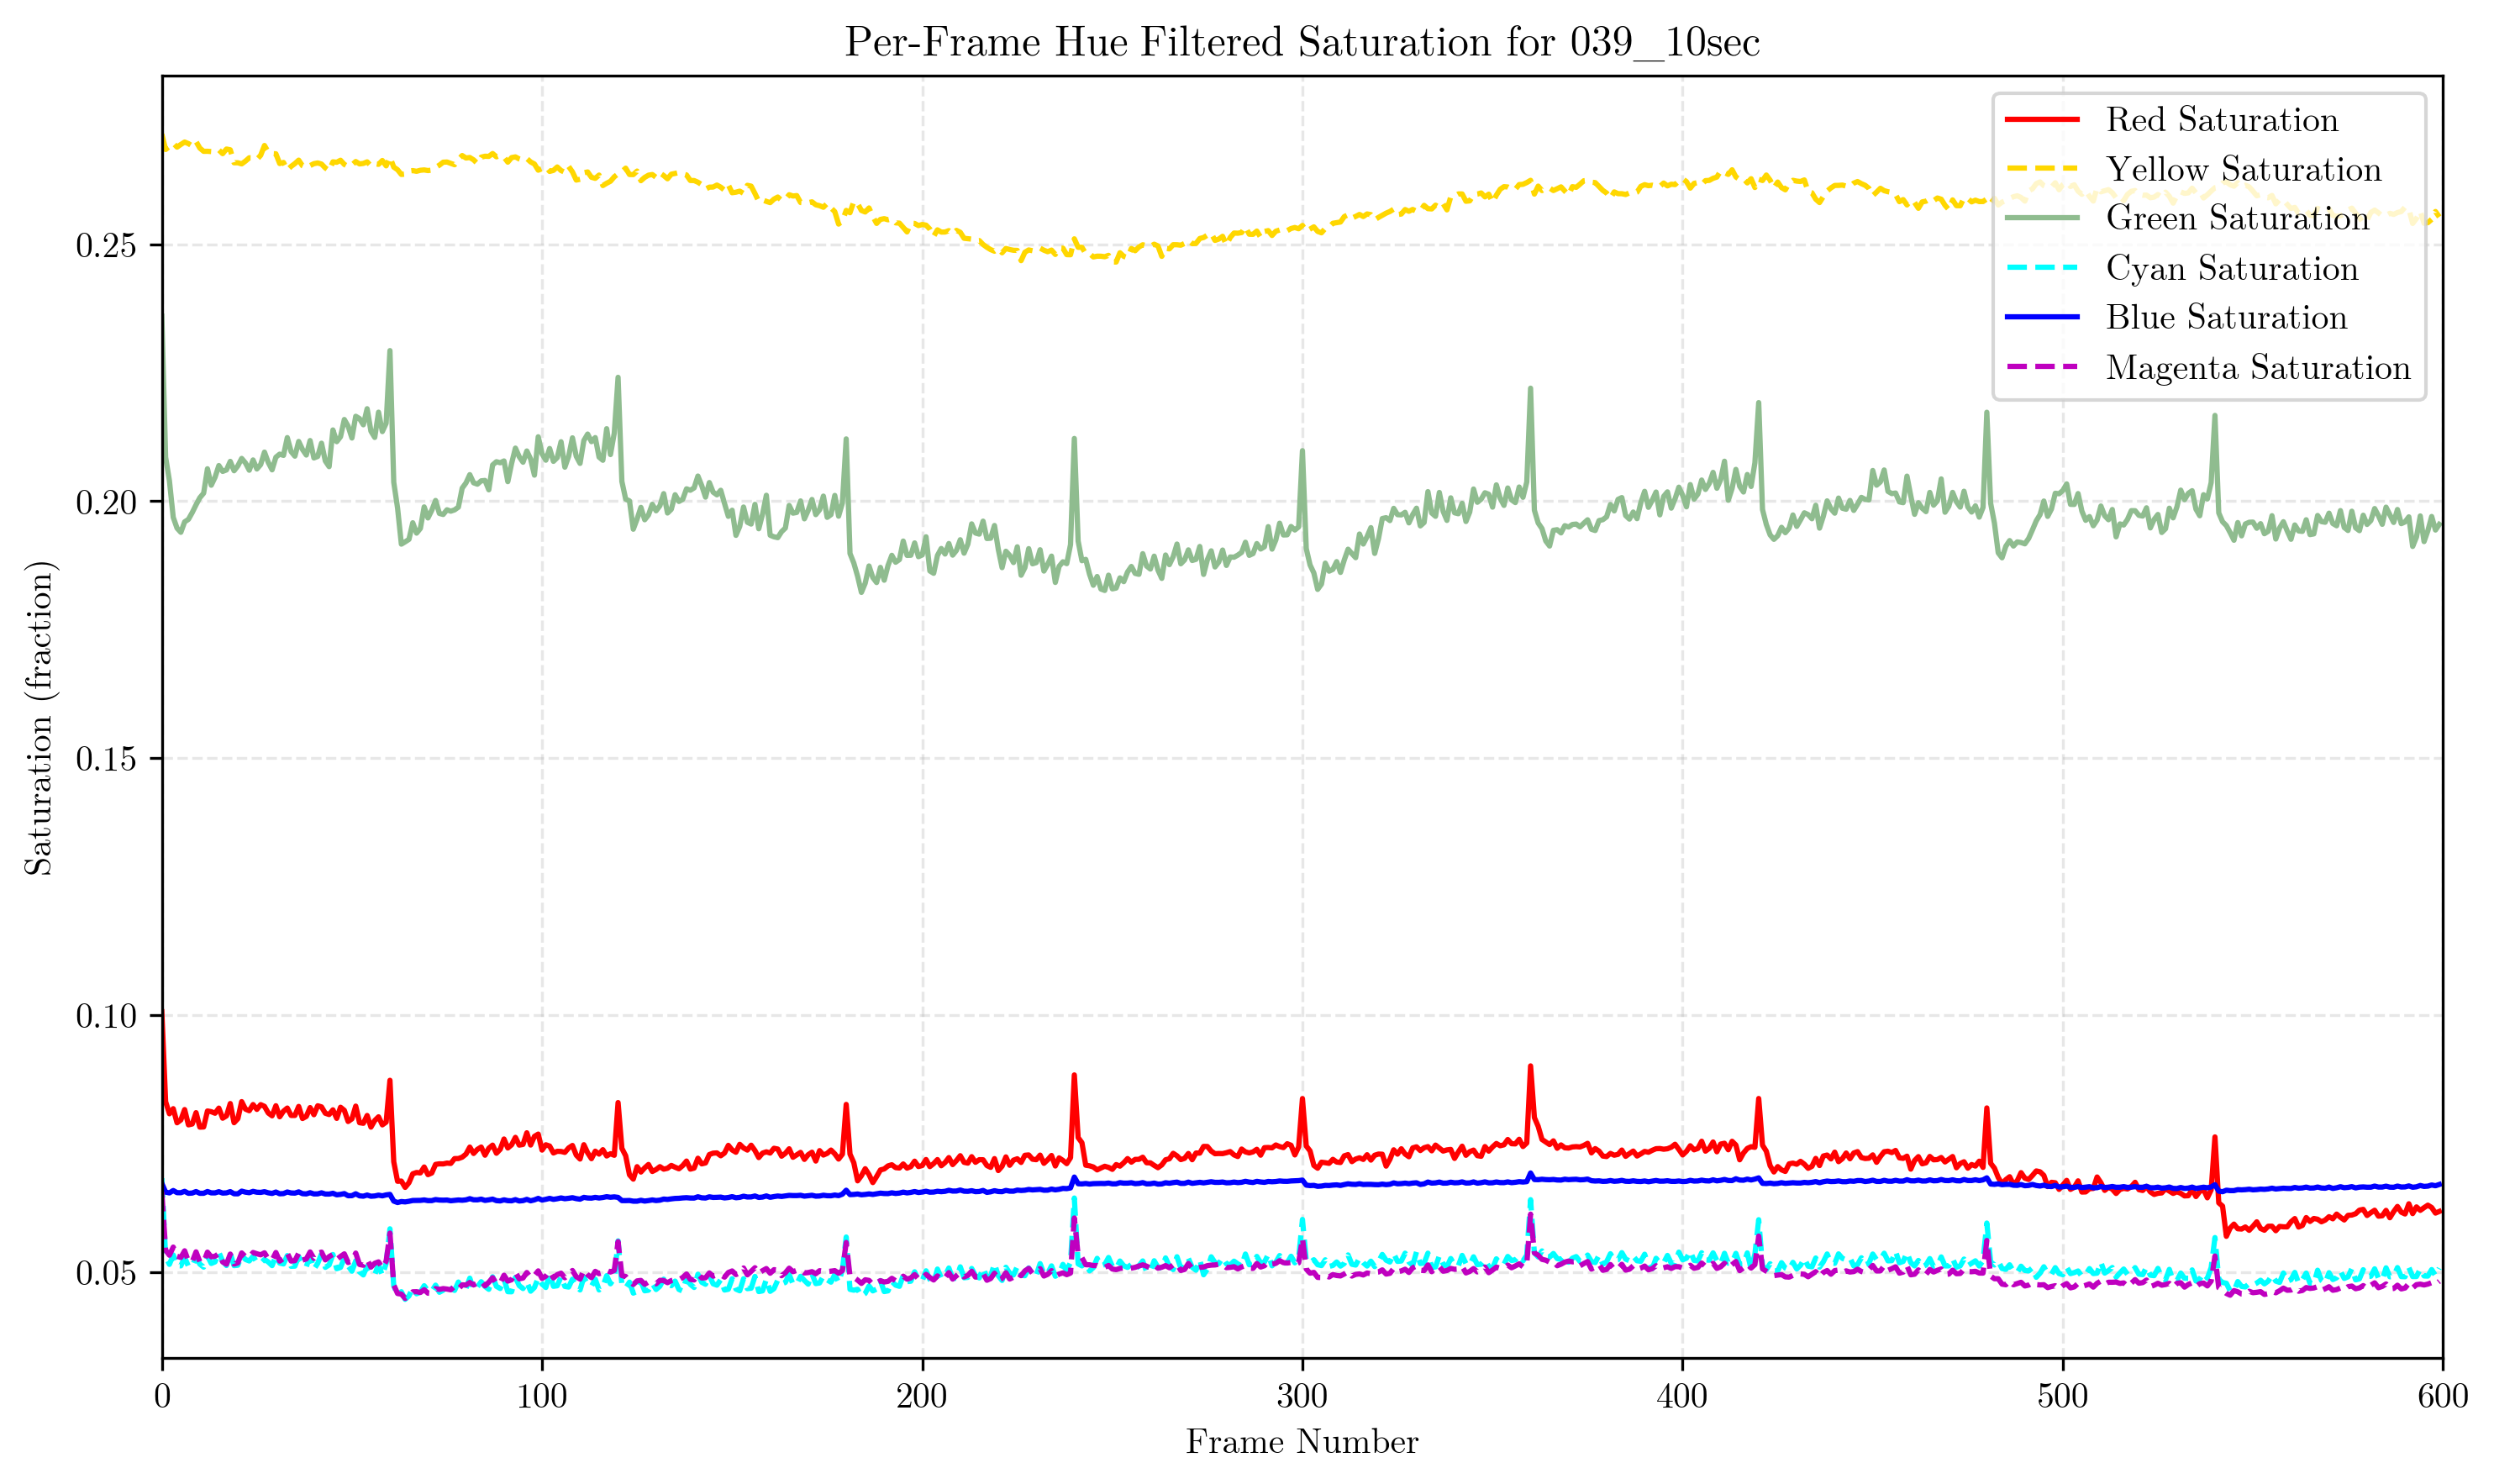 Per-Frame Hue Filtered Saturation for 039__10sec
Red Saturation
Yellow Saturation
Green Saturation
Cyan Saturation
Blue Saturation
Magenta Saturation
Saturation (fraction)
0.25
0.20
0.15
0.10
0.05
0 100 200 300 400 500 600
Frame Number